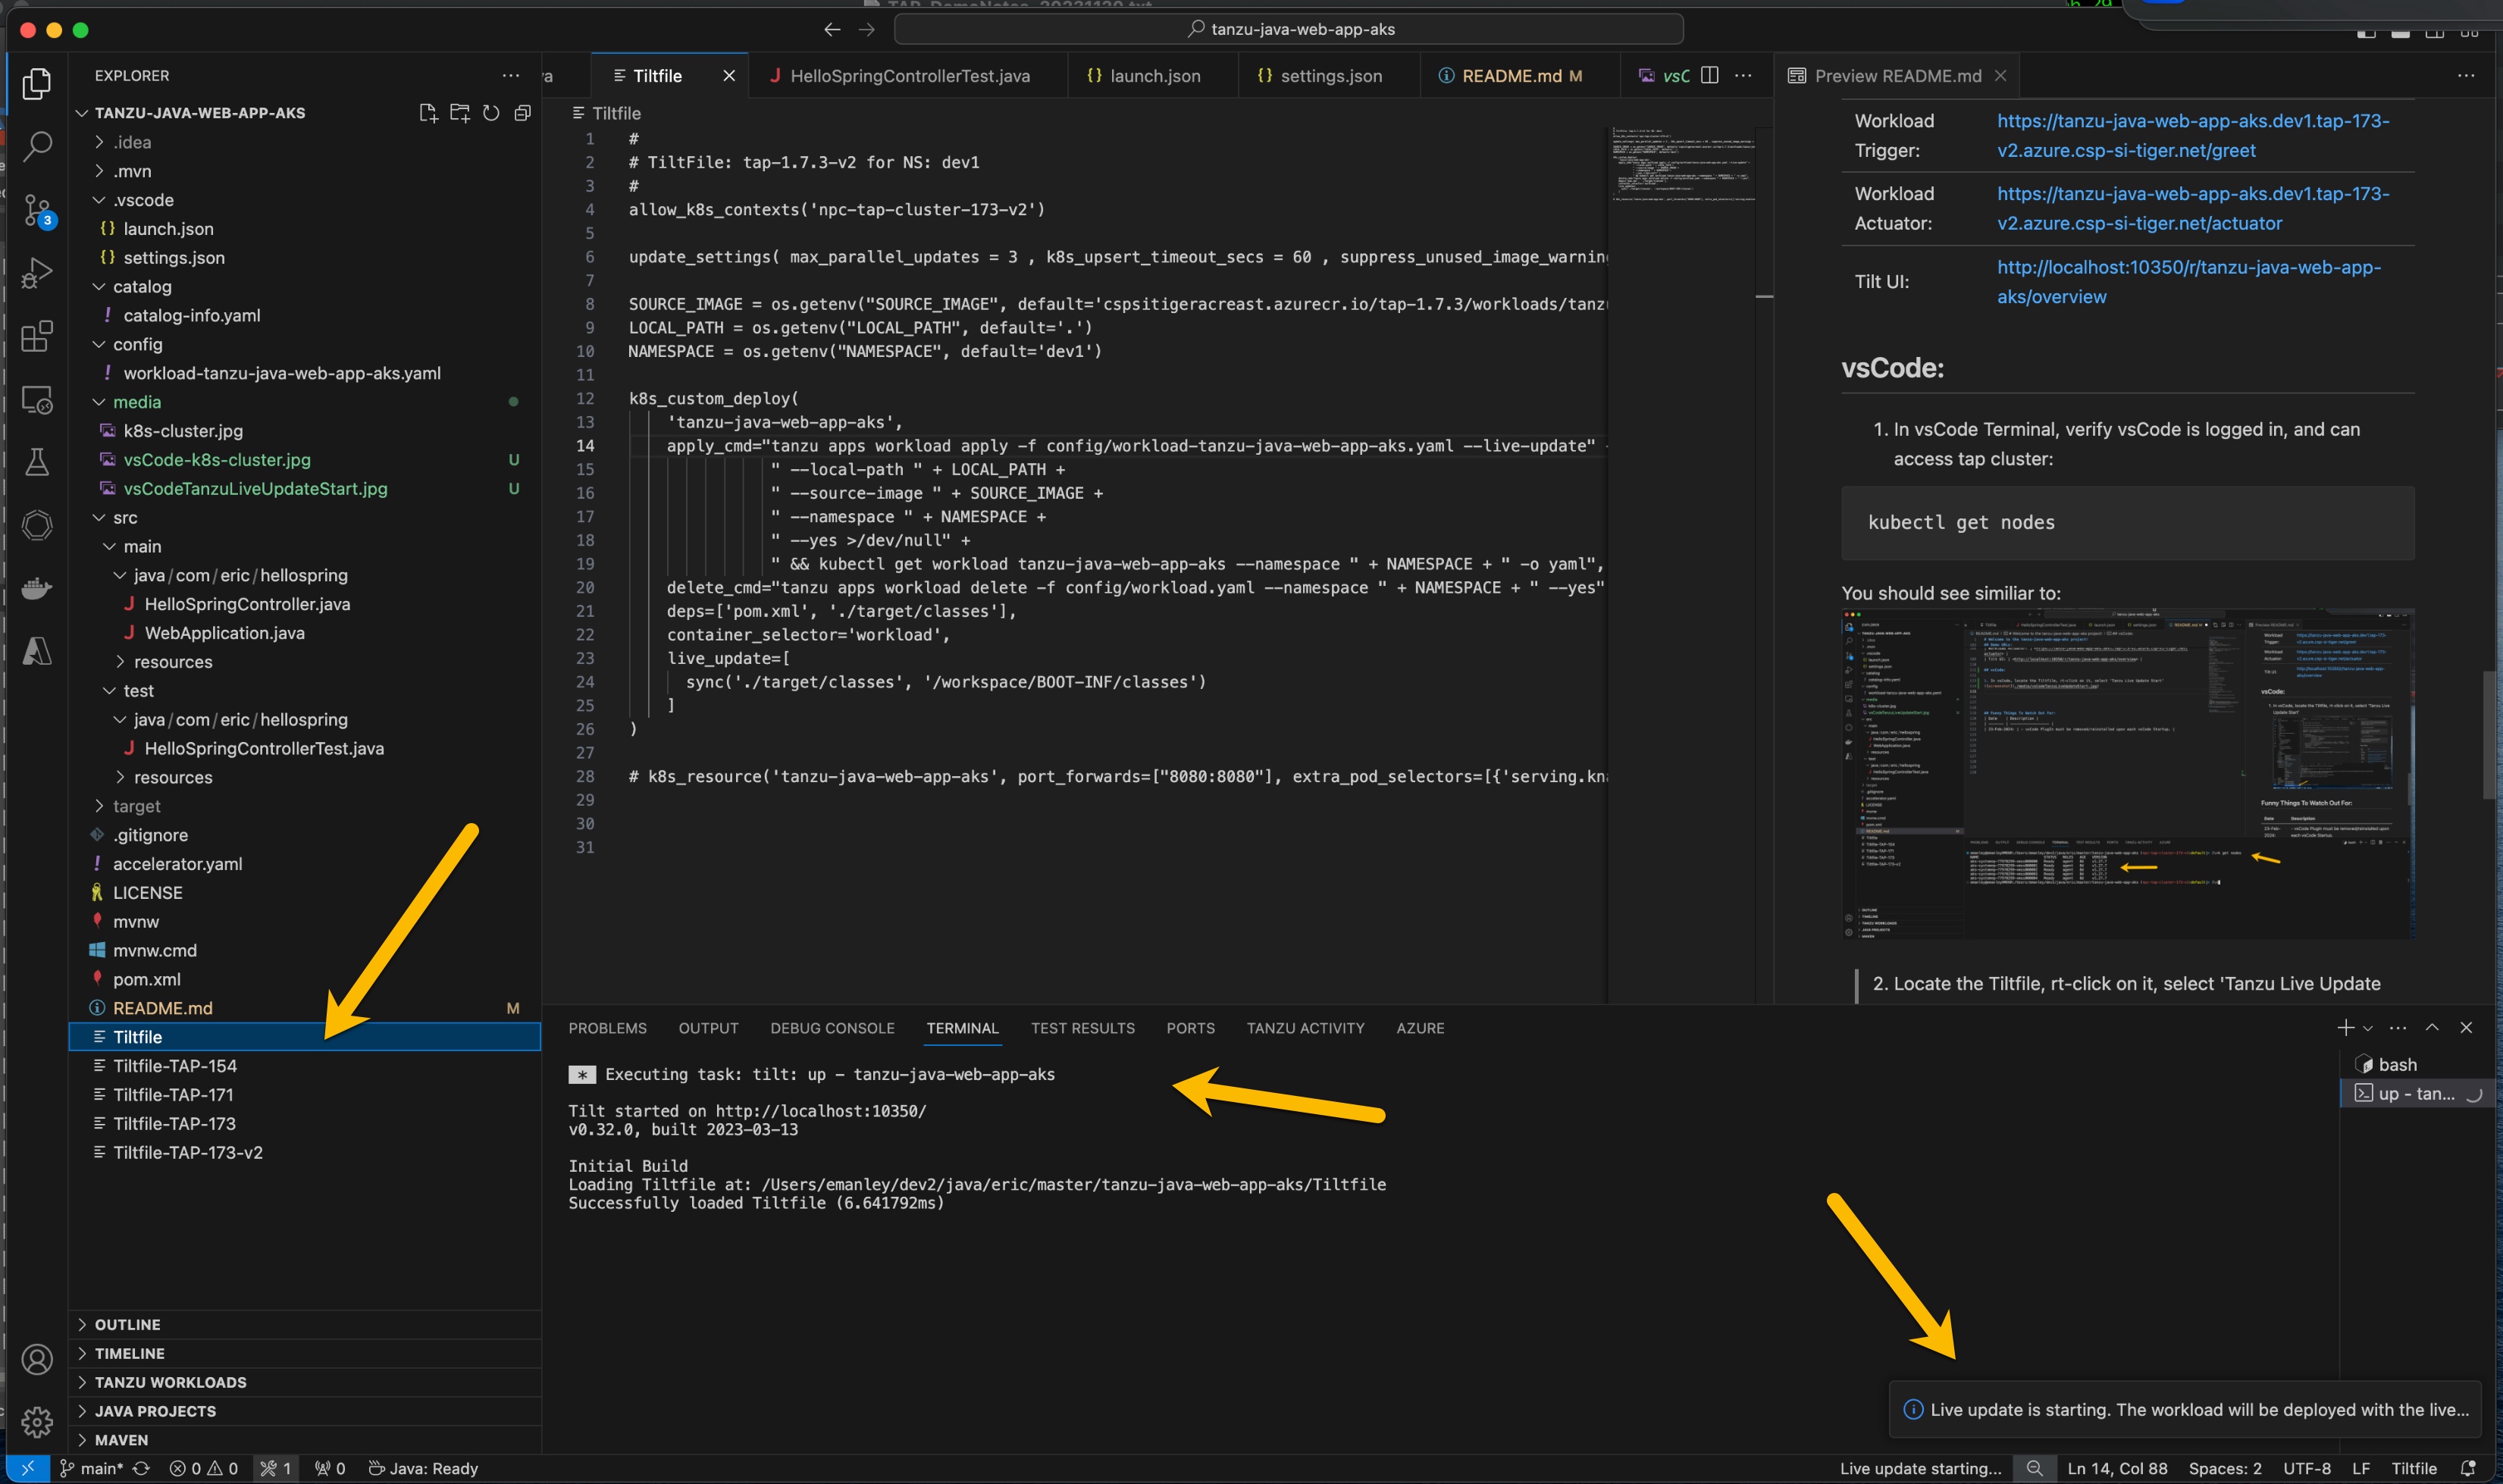 tanzu-java-web-app-aks
EXPLORER
TANZU-JAVA-WEB-APP-AKS
.idea
.mvn
.vscode
{} launch.json
{} settings.json
catalog
! catalog-info.yaml
config
! workload-tanzu-java-web-app-aks.yaml
media
k8s-cluster.jpg
vsCode-k8s-cluster.jpg U
vsCodeTanzuLiveUpdateStart.jpg U
src
main
java/com/eric/hellospring
J HelloSpringController.java
J WebApplication.java
resources
test
java/com/eric/hellospring
J HelloSpringControllerTest.java
resources
target
.gitignore
! accelerator.yaml
LICENSE
mvnw
mvnw.cmd
pom.xml
README.md M
Tiltfile
Tiltfile-TAP-154
Tiltfile-TAP-171
Tiltfile-TAP-173
Tiltfile-TAP-173-v2
OUTLINE
TIMELINE
TANZU WORKLOADS
JAVA PROJECTS
MAVEN
3
va
Tiltfile
J HelloSpringControllerTest.java
{} launch.json
{} settings.json
README.md M
vsC
Tiltfile
1 #
2 # TiltFile: tap-1.7.3-v2 for NS: dev1
3 #
4 allow_k8s_contexts('npc-tap-cluster-173-v2')
5
6 update_settings( max_parallel_updates = 3 , k8s_upsert_timeout_secs = 60 , suppress_unused_image_warnin
7
8 SOURCE_IMAGE = os.getenv("SOURCE_IMAGE", default='cspsitigeracreast.azurecr.io/tap-1.7.3/workloads/tanz
9 LOCAL_PATH = os.getenv("LOCAL_PATH", default='.')
10 NAMESPACE = os.getenv("NAMESPACE", default='dev1')
11
12 k8s_custom_deploy(
13 'tanzu-java-web-app-aks',
14 apply_cmd="tanzu apps workload apply -f config/workload-tanzu-java-web-app-aks.yaml --live-update"
15 " --local-path " + LOCAL_PATH +
16 " --source-image " + SOURCE_IMAGE +
17 " --namespace " + NAMESPACE +
18 " --yes >/dev/null" +
19 " && kubectl get workload tanzu-java-web-app-aks --namespace " + NAMESPACE + " -o yaml",
20 delete_cmd="tanzu apps workload delete -f config/workload.yaml --namespace " + NAMESPACE + " --yes"
21 deps=['pom.xml', './target/classes'],
22 container_selector='workload',
23 live_update=[
24 sync('./target/classes', '/workspace/BOOT-INF/classes')
25 ]
26 )
27
28 # k8s_resource('tanzu-java-web-app-aks', port_forwards=["8080:8080"], extra_pod_selectors=[{'serving.kn
29
30
31
Preview README.md
Workload Trigger: https://tanzu-java-web-app-aks.dev1.tap-173-
v2.azure.csp-si-tiger.net/greet
Workload Actuator: https://tanzu-java-web-app-aks.dev1.tap-173-
v2.azure.csp-si-tiger.net/actuator
Tilt UI: http://localhost:10350/r/tanzu-java-web-app-
aks/overview
vsCode:
1. In vsCode Terminal, verify vsCode is logged in, and can
access tap cluster:
kubectl get nodes
You should see similiar to:
2. Locate the Tiltfile, rt-click on it, select 'Tanzu Live Update
PROBLEMS OUTPUT DEBUG CONSOLE TERMINAL TEST RESULTS PORTS TANZU ACTIVITY AZURE
* Executing task: tilt: up - tanzu-java-web-app-aks
Tilt started on http://localhost:10350/
v0.32.0, built 2023-03-13
Initial Build
Loading Tiltfile at: /Users/emanley/dev2/java/eric/master/tanzu-java-web-app-aks/Tiltfile
Successfully loaded Tiltfile (6.641792ms)
bash
up - tan...
Live update is starting. The workload will be deployed with the live...
main* 0 0 1 0 Java: Ready
Live update starting... Ln 14, Col 88 Spaces: 2 UTF-8 LF Tiltfile